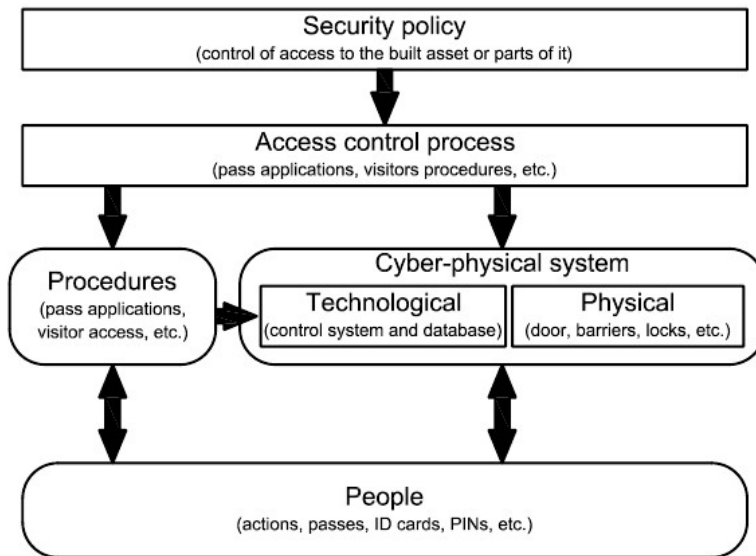 Security policy
(control of access to the built asset or parts of it)
Access control process
(pass applications, visitors procedures, etc.)
Procedures
(pass applications,
visitor access, etc.)
Cyber-physical system
Technological
(control system and database)
Physical
(door, barriers, locks, etc.)
People
(actions, passes, ID cards, PINs, etc.)